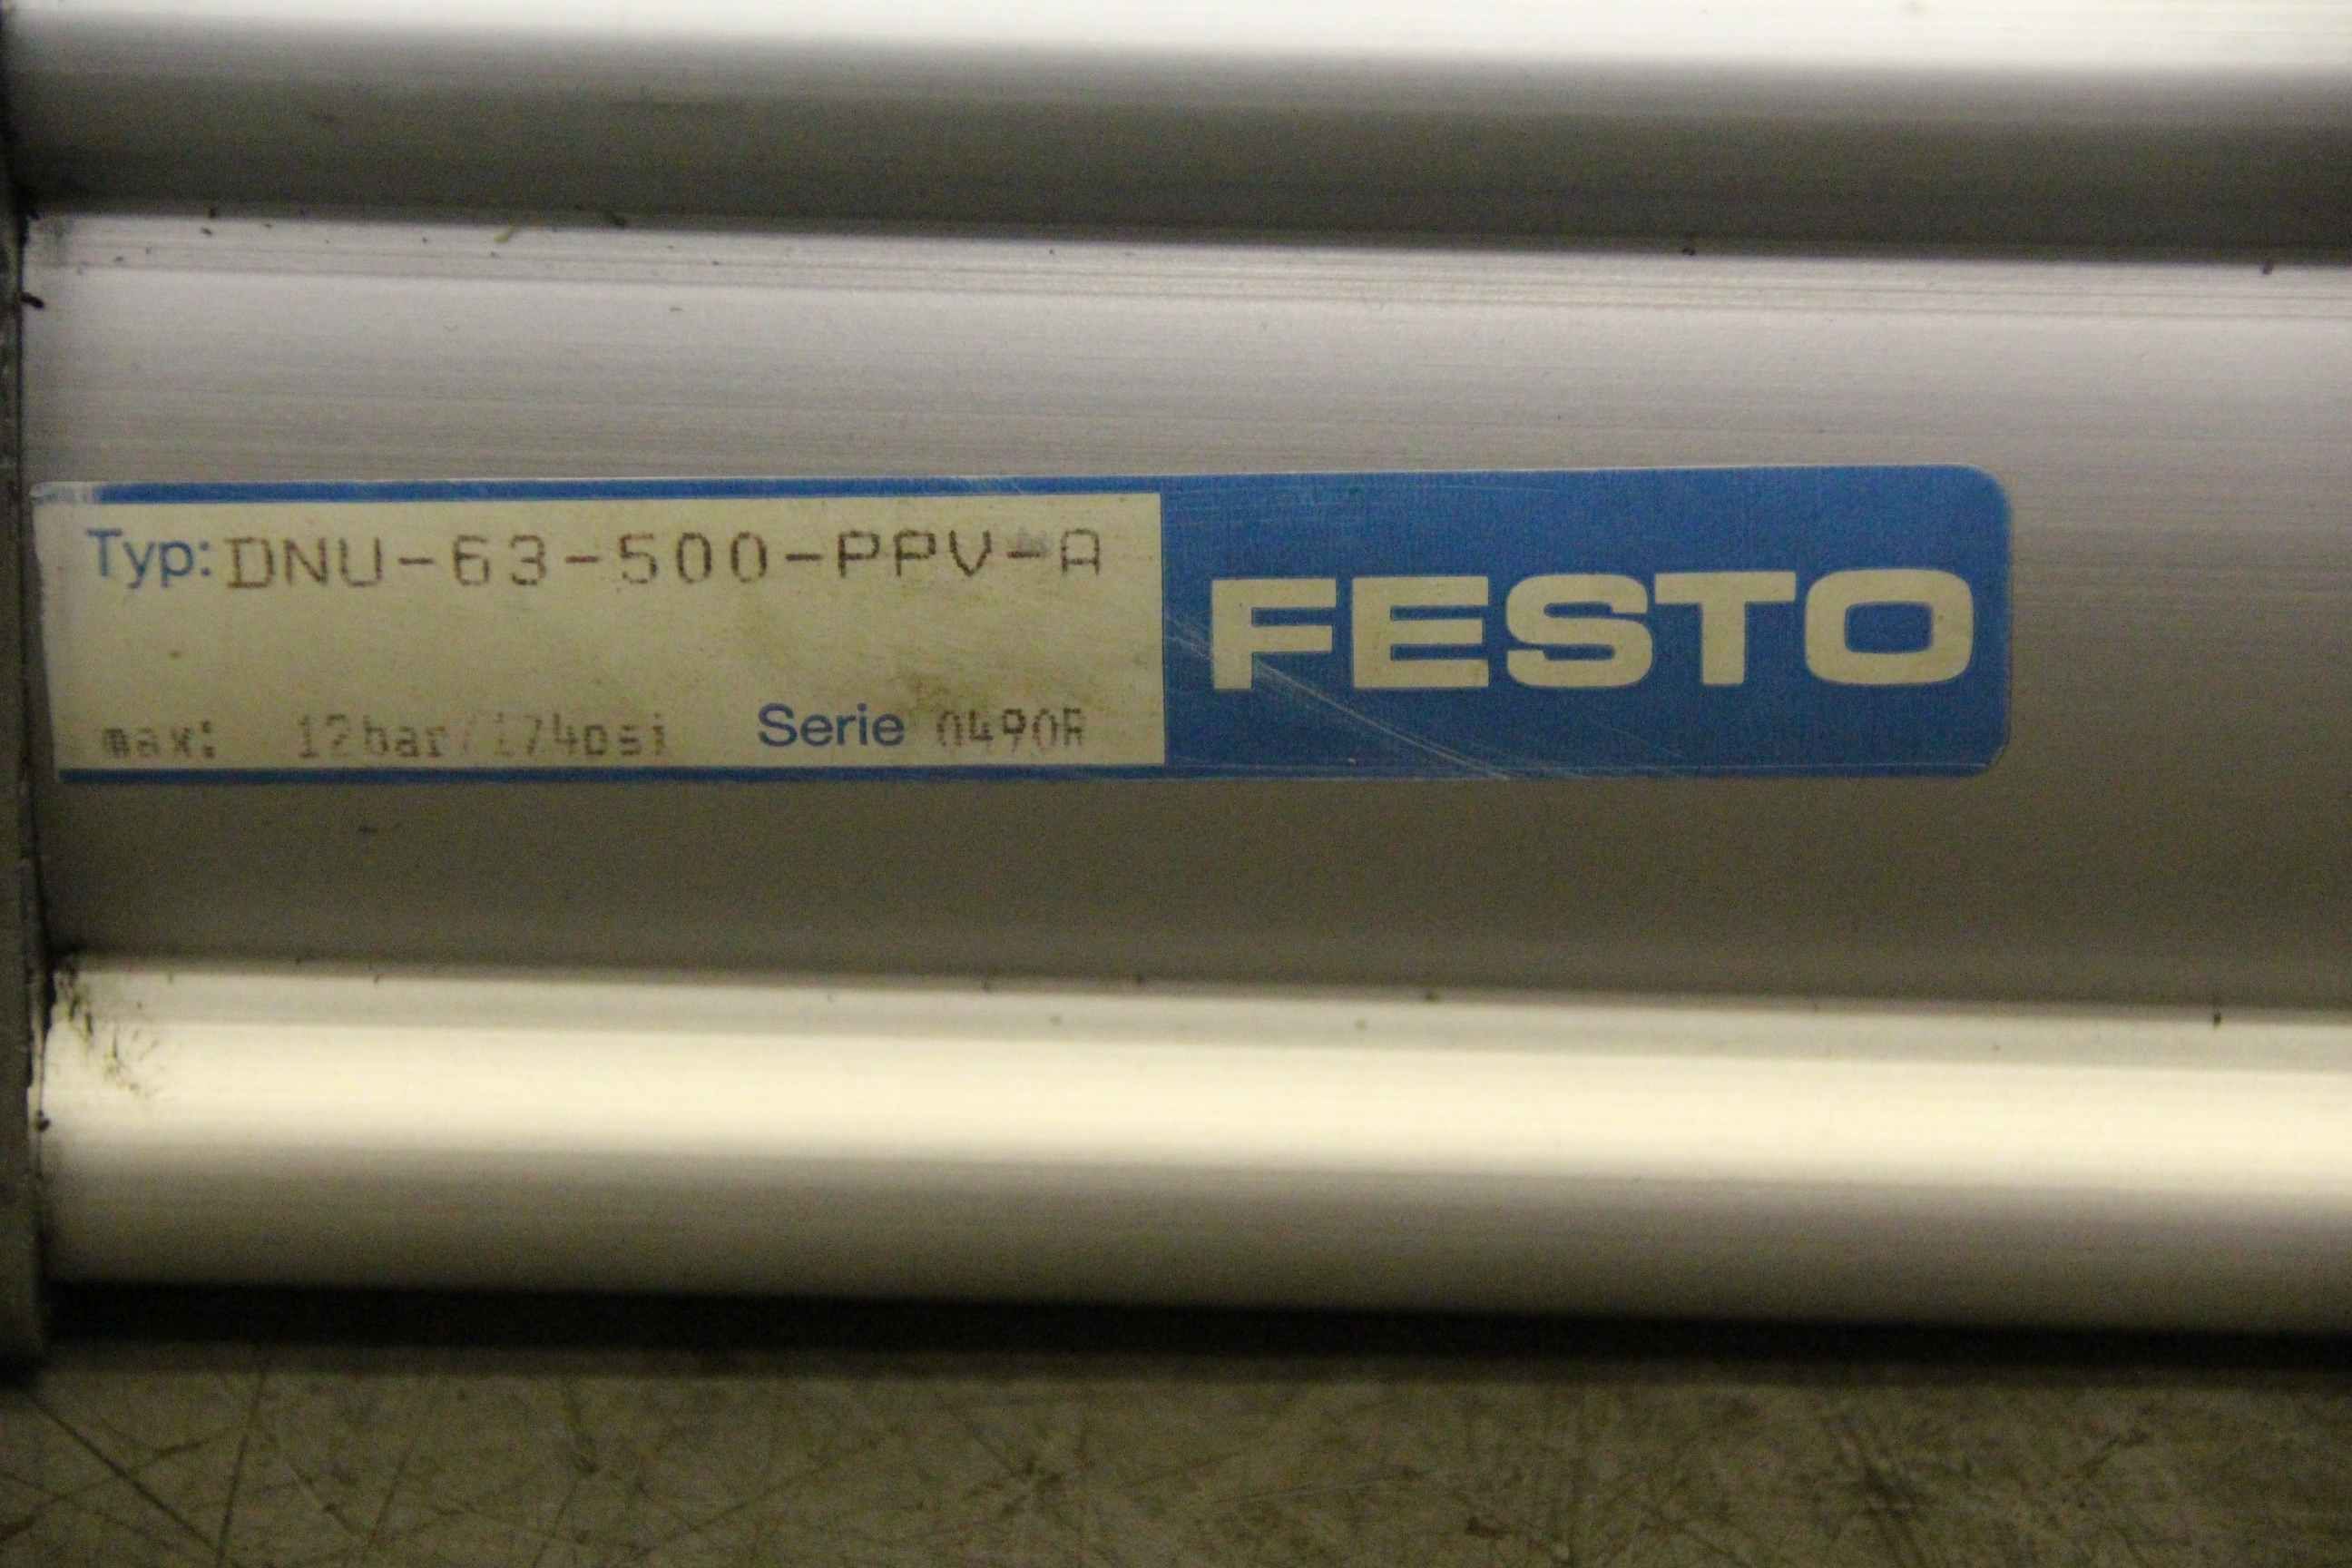 Typ: DNU-63-500-PPV-A
max: 12bar/174psi Serie 0490R
FESTO